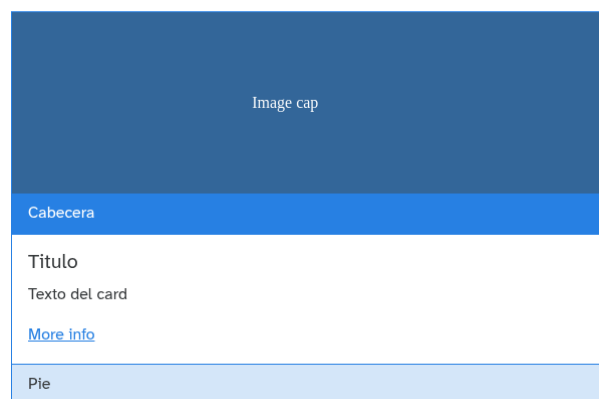 Image cap
Cabecera
Titulo
Texto del card
More info
Pie